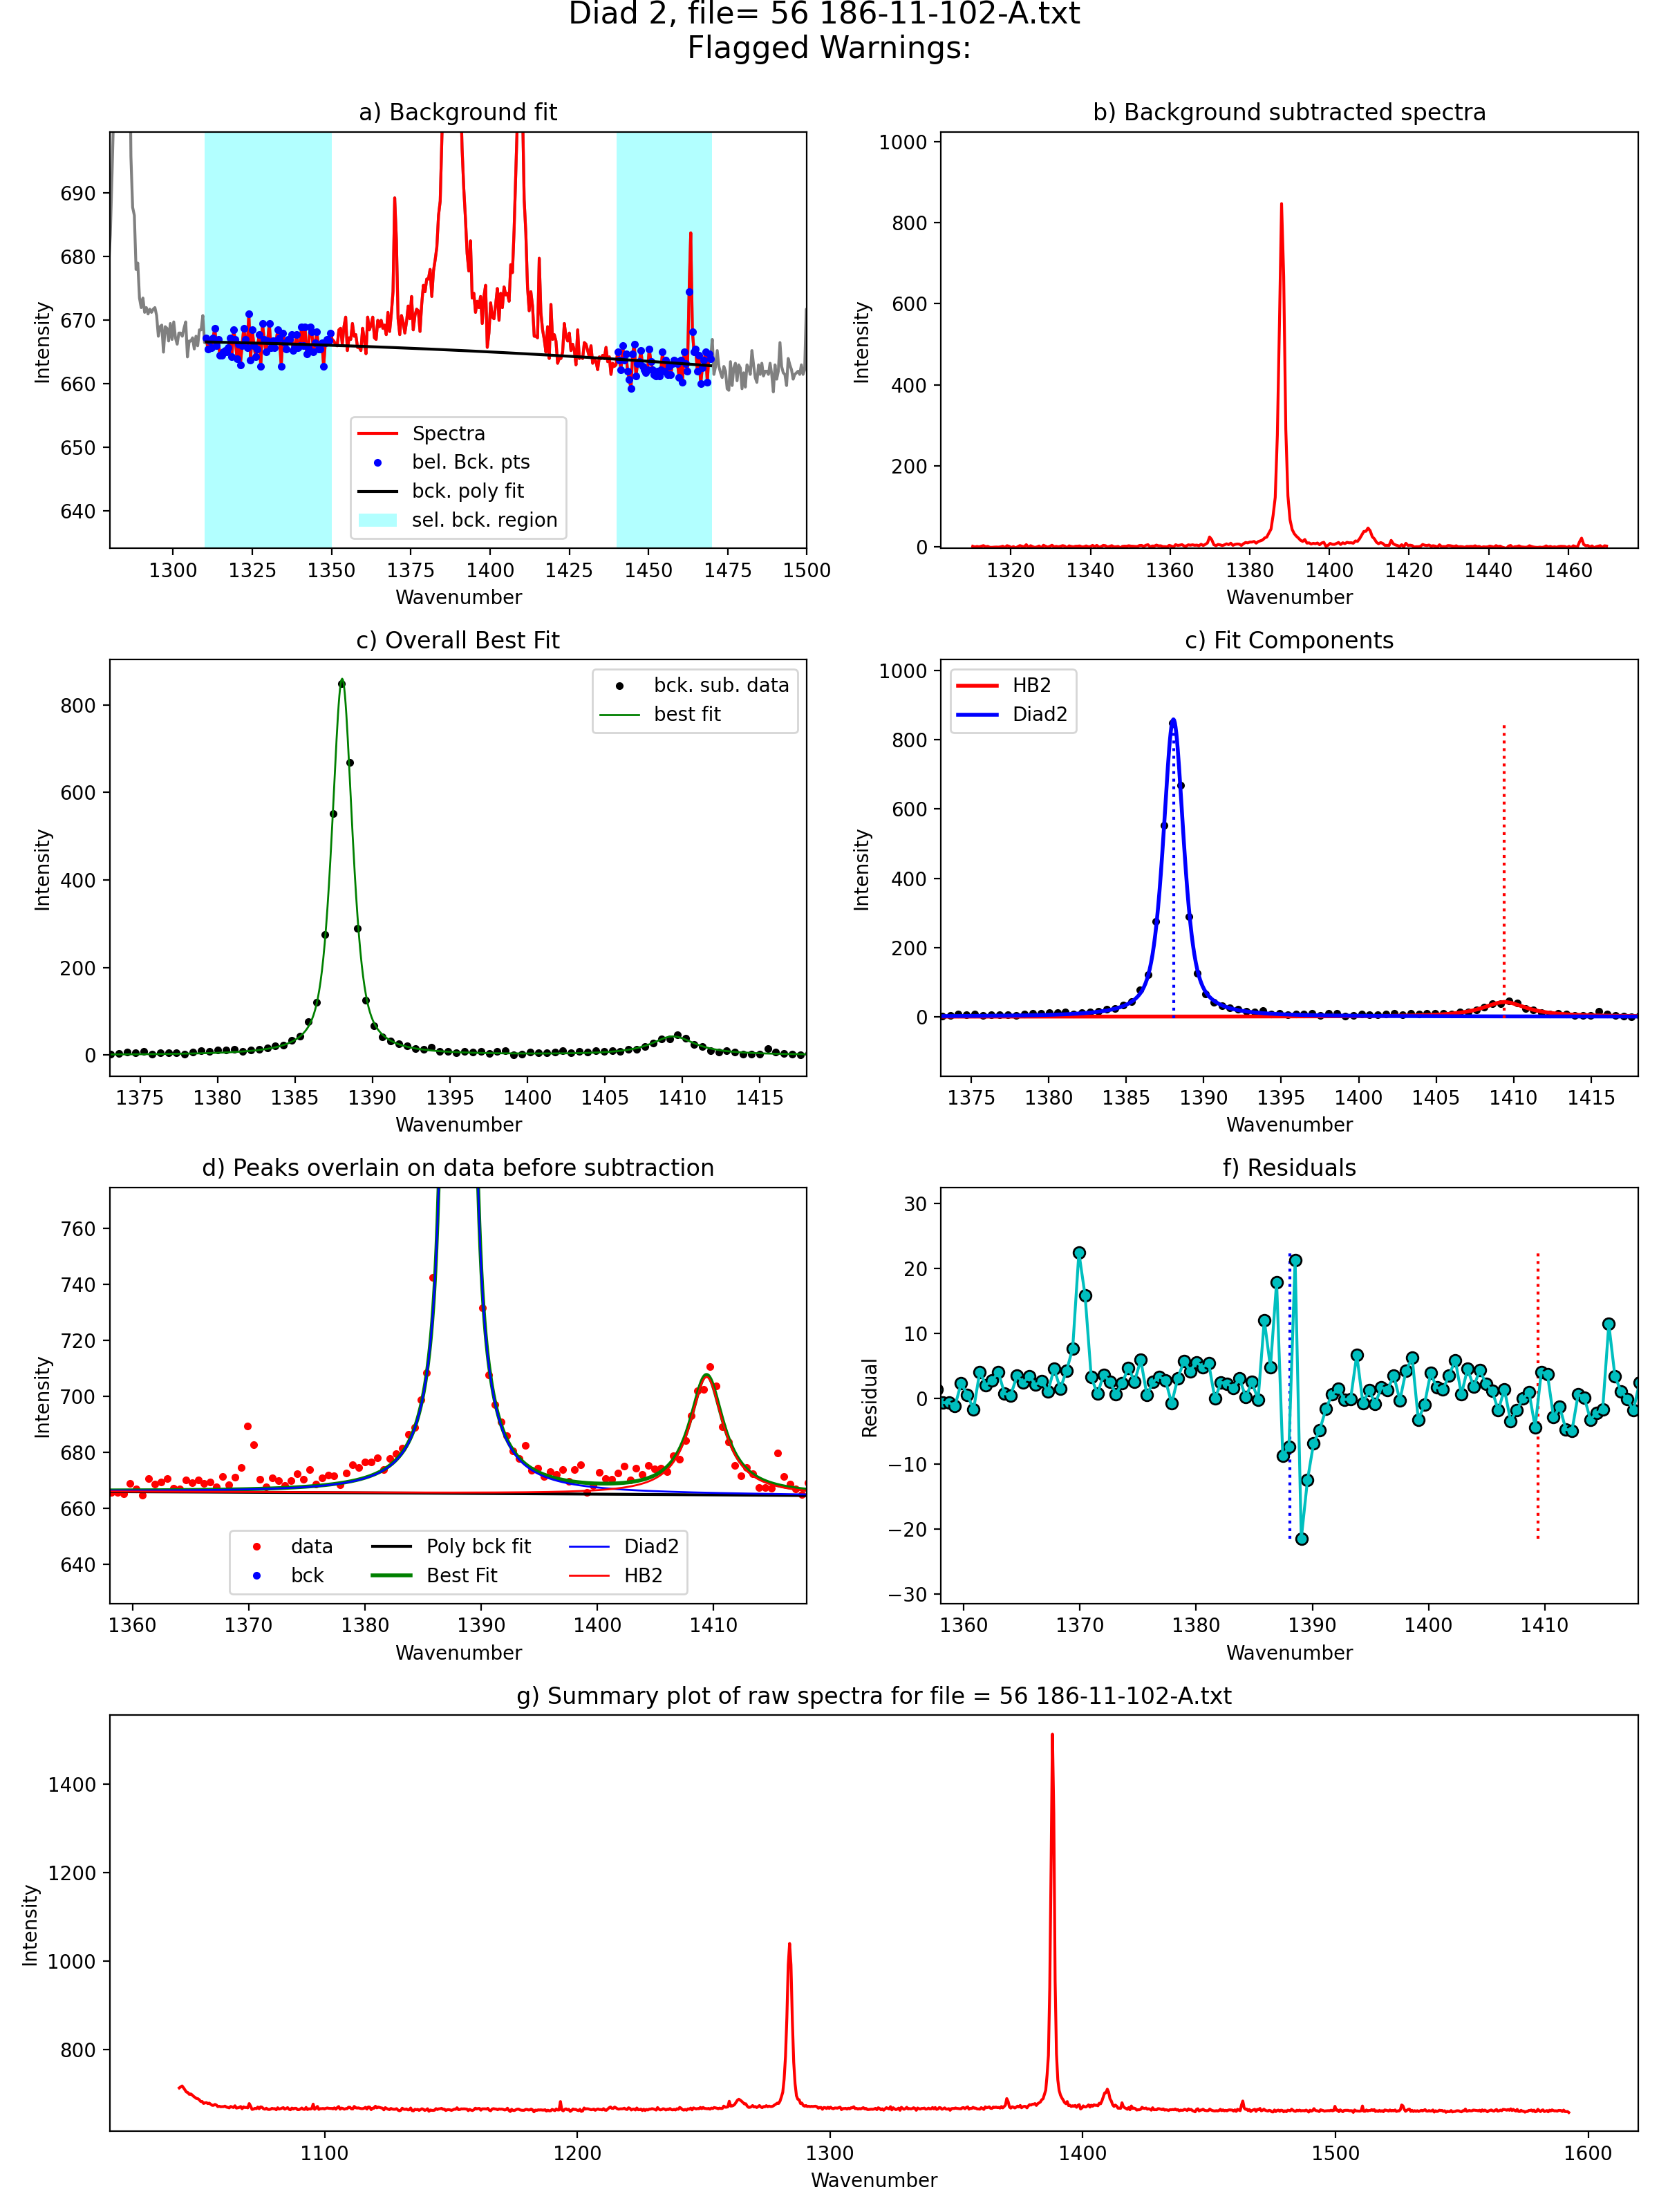 Diad 2, file= 56 186-11-102-A.txt
Flagged Warnings:
a) Background fit
Intensity
690
680
670
660
650
640
Spectra
bel. Bck. pts
bck. poly fit
sel. bck. region
1300 1325 1350 1375 1400 1425 1450 1475 1500
Wavenumber
b) Background subtracted spectra
Intensity
1000
800
600
400
200
0
1320 1340 1360 1380 1400 1420 1440 1460
Wavenumber
c) Overall Best Fit
Intensity
800
600
400
200
0
bck. sub. data
best fit
1375 1380 1385 1390 1395 1400 1405 1410 1415
Wavenumber
c) Fit Components
Intensity
1000
800
600
400
200
0
HB2
Diad2
1375 1380 1385 1390 1395 1400 1405 1410 1415
Wavenumber
d) Peaks overlain on data before subtraction
Intensity
760
740
720
700
680
660
640
data Poly bck fit Diad2
bck Best Fit HB2
1360 1370 1380 1390 1400 1410
Wavenumber
f) Residuals
Residual
30
20
10
0
−10
−20
−30
1360 1370 1380 1390 1400 1410
Wavenumber
g) Summary plot of raw spectra for file = 56 186-11-102-A.txt
Intensity
1400
1200
1000
800
1100 1200 1300 1400 1500 1600
Wavenumber